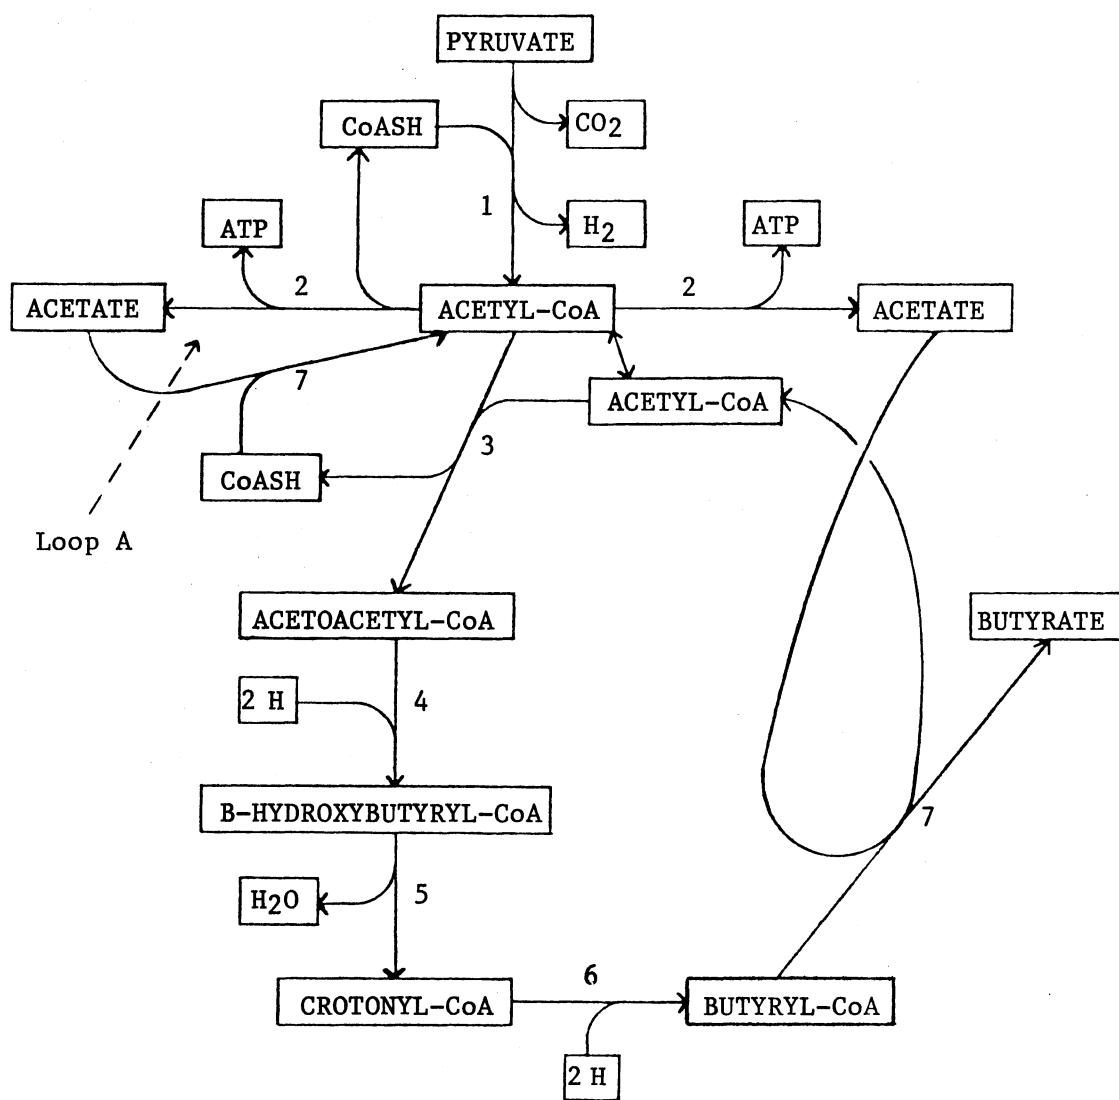 PYRUVATE
CoASH
CO2
1
ATP
H2
ATP
2
2
ACETATE
ACETYL-CoA
ACETATE
7
ACETYL-CoA
3
CoASH
Loop A
ACETOACETYL-CoA
BUTYRATE
2 H
4
B-HYDROXYBUTYRYL-CoA
7
H2O
5
6
CROTONYL-CoA
BUTYRYL-CoA
2 H